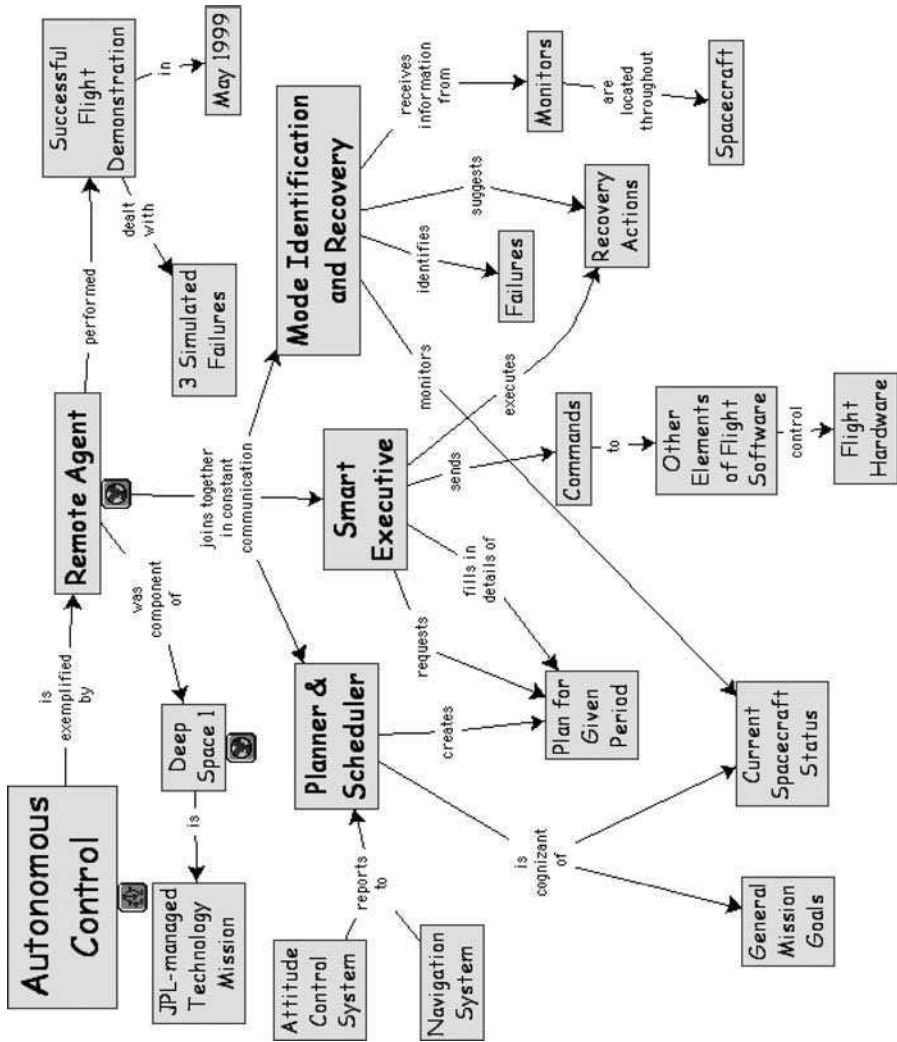 Autonomous
Control
is
exemplified
by
Remote Agent
performed
Successful
Flight
Demonstration
in
May 1999
dealt
with
3 Simulated
Failures
was
component
of
Deep
Space 1
is
JPL-managed
Technology
Mission
joins together
in constant
communication
Planner &
Scheduler
Smart
Executive
Mode Identification
and Recovery
Attitude
Control
System
Navigation
System
reports
to
creates
requests
fills in
details of
Plan for
Given
Period
is
cognizant
of
General
Mission
Goals
Current
Spacecraft
Status
sends
Commands
to
Other
Elements
of Flight
Software
control
Flight
Hardware
executes
monitors
identifies
Failures
suggests
Recovery
Actions
receives
information
from
Monitors
are
located
throughout
Spacecraft